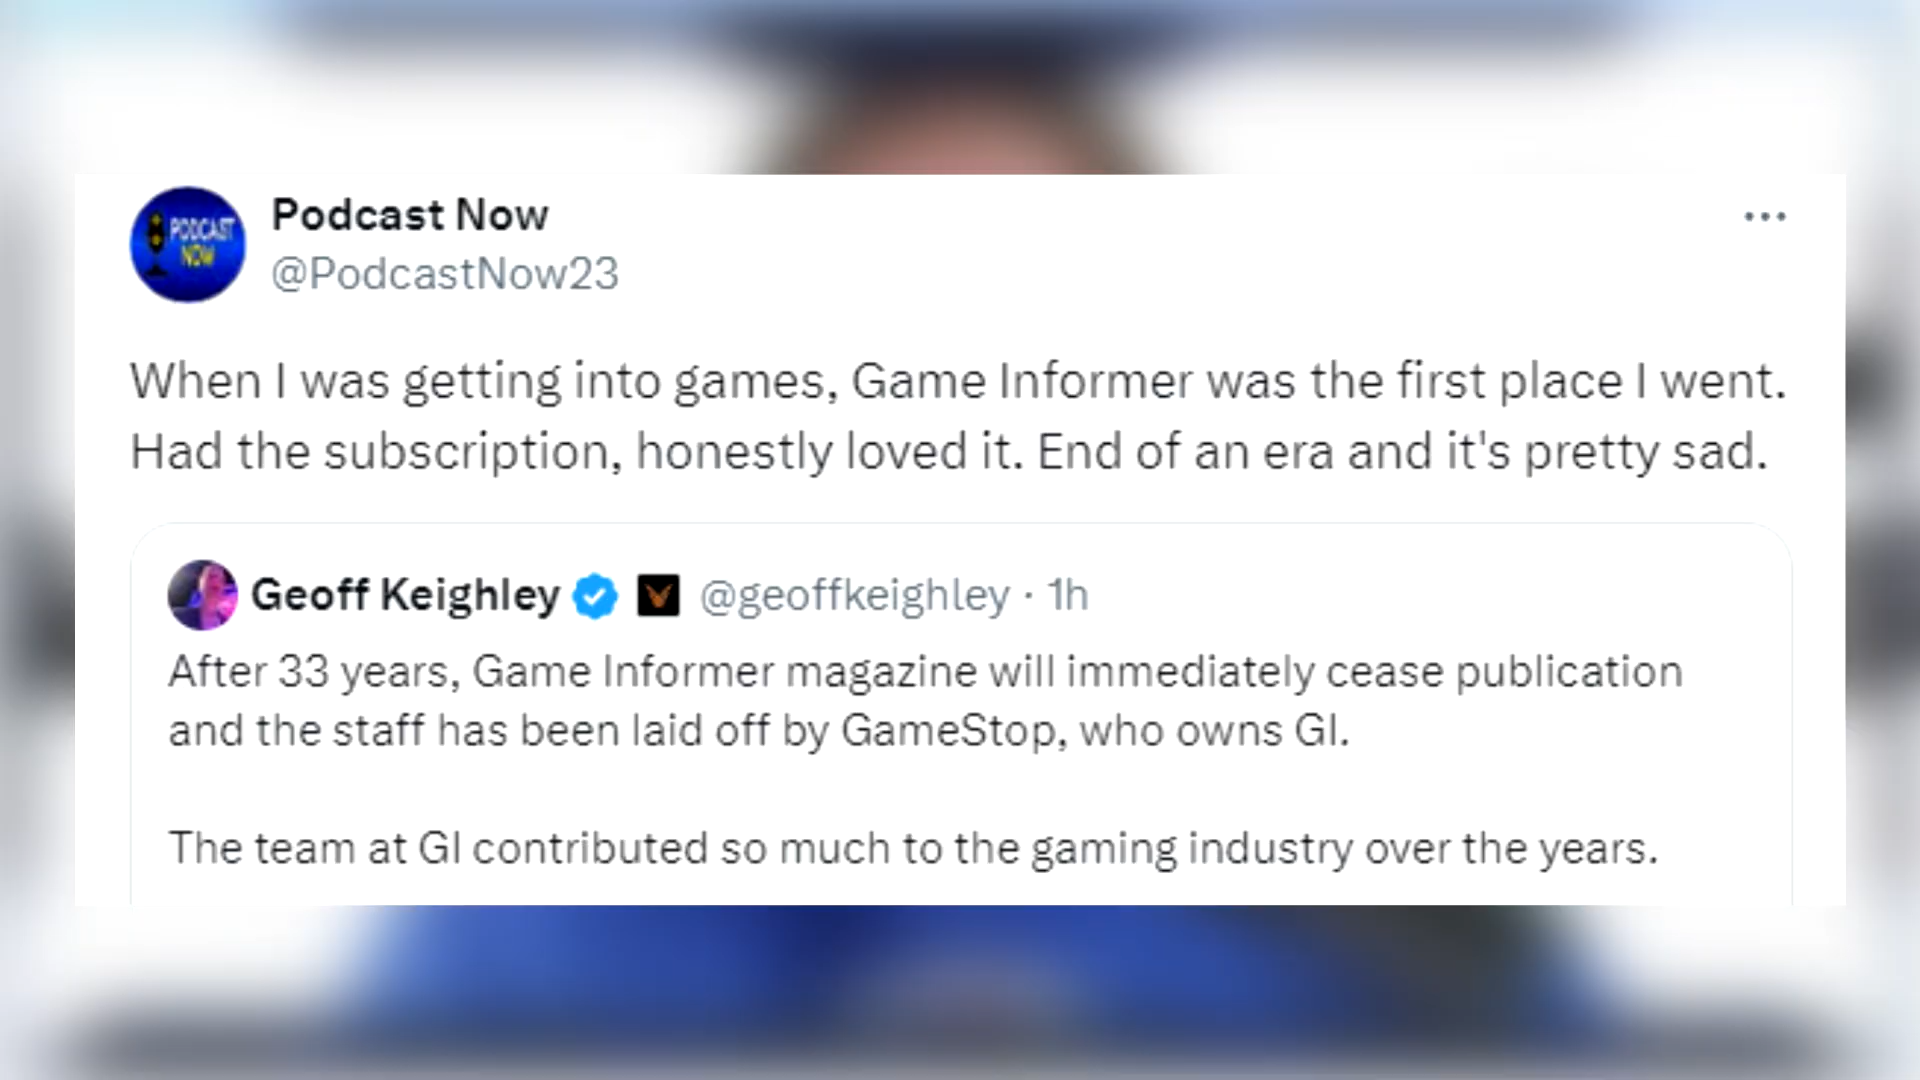 PODCAST
NOW
Podcast Now
@PodcastNow23
When I was getting into games, Game Informer was the first place I went.
Had the subscription, honestly loved it. End of an era and it's pretty sad.
Geoff Keighley @geoffkeighley · 1h
After 33 years, Game Informer magazine will immediately cease publication
and the staff has been laid off by GameStop, who owns GI.
The team at GI contributed so much to the gaming industry over the years.